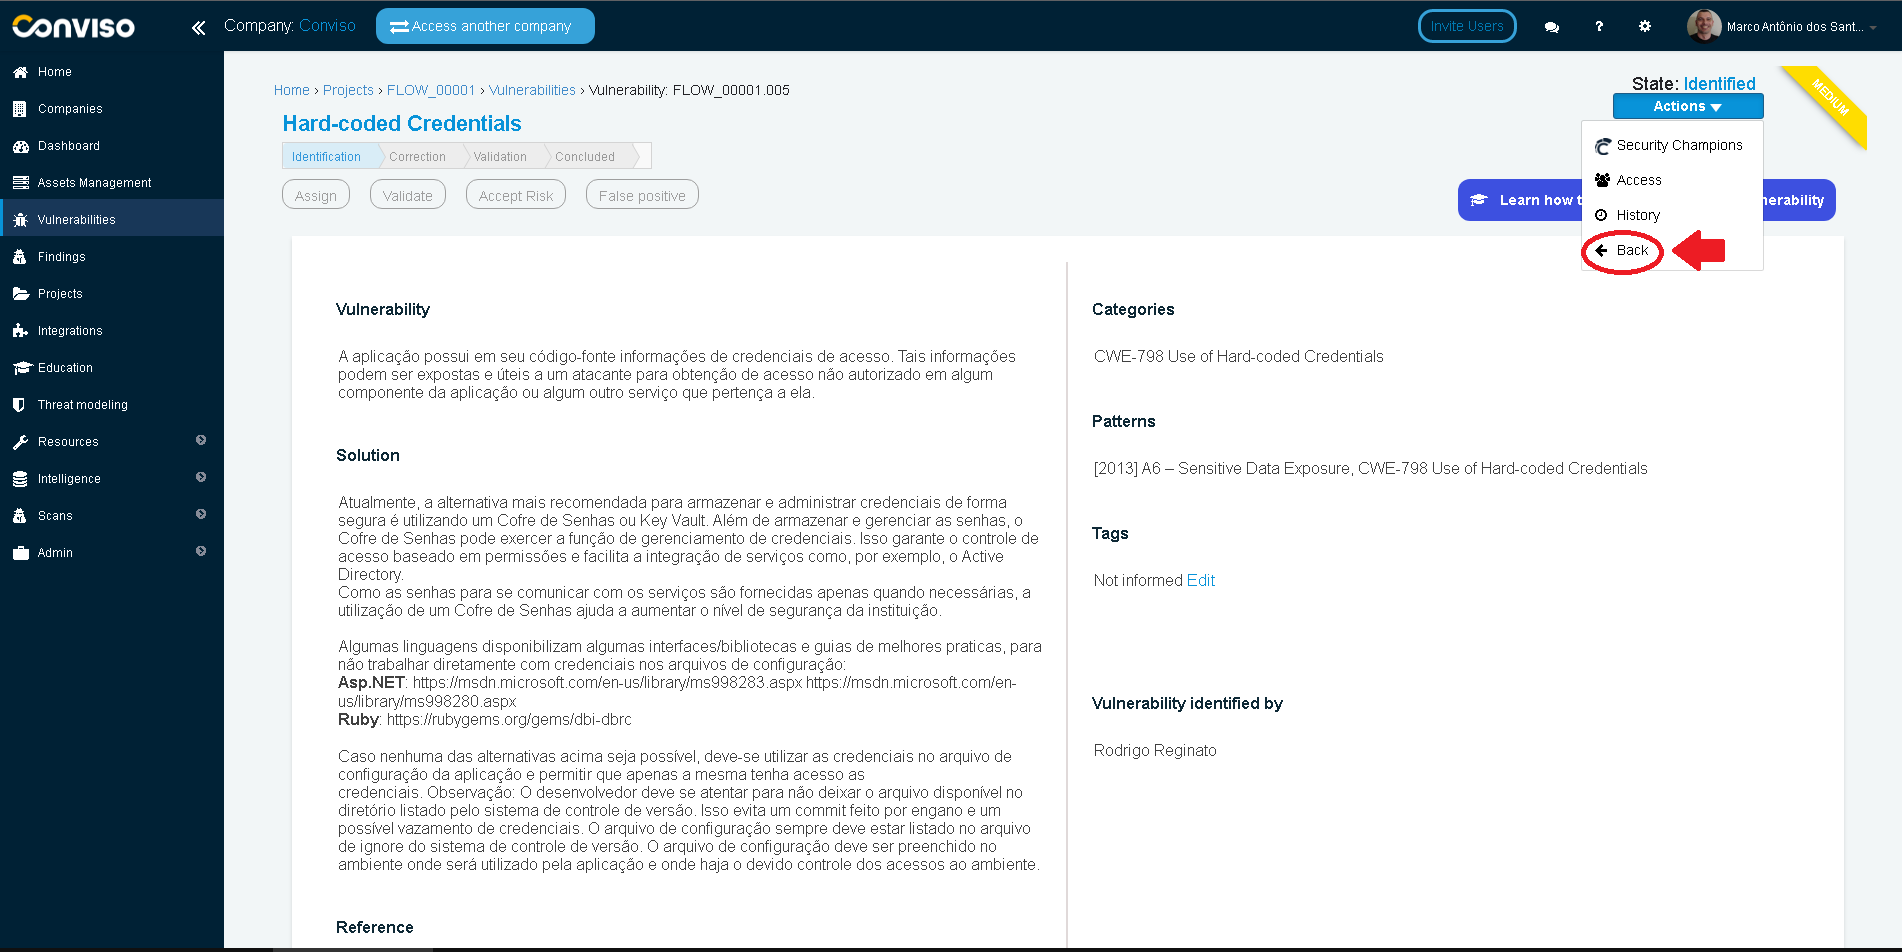 Conviso
Company: Conviso
Access another company
Invite Users
?
Marco Antônio dos Sant...
Home
Companies
Dashboard
Assets Management
Vulnerabilities
Findings
Projects
Integrations
Education
Threat modeling
Resources
Intelligence
Scans
Admin
Home › Projects › FLOW_00001 › Vulnerabilities › Vulnerability: FLOW_00001.005
State: Identified
MEDIUM
Actions
Security Champions
Access
History
Back
Hard-coded Credentials
Identification Correction Validation Concluded
Assign Validate Accept Risk False positive
Learn how t
nerability
Vulnerability
A aplicação possui em seu código-fonte informações de credenciais de acesso. Tais informações
podem ser expostas e úteis a um atacante para obtenção de acesso não autorizado em algum
componente da aplicação ou algum outro serviço que pertença a ela.
Solution
Atualmente, a alternativa mais recomendada para armazenar e administrar credenciais de forma
segura é utilizando um Cofre de Senhas ou Key Vault. Além de armazenar e gerenciar as senhas, o
Cofre de Senhas pode exercer a função de gerenciamento de credenciais. Isso garante o controle de
acesso baseado em permissões e facilita a integração de serviços como, por exemplo, o Active
Directory.
Como as senhas para se comunicar com os serviços são fornecidas apenas quando necessárias, a
utilização de um Cofre de Senhas ajuda a aumentar o nível de segurança da instituição.
Algumas linguagens disponibilizam algumas interfaces/bibliotecas e guias de melhores praticas, para
não trabalhar diretamente com credenciais nos arquivos de configuração:
Asp.NET: https://msdn.microsoft.com/en-us/library/ms998283.aspx https://msdn.microsoft.com/en-
us/library/ms998280.aspx
Ruby: https://rubygems.org/gems/dbi-dbrc
Caso nenhuma das alternativas acima seja possível, deve-se utilizar as credenciais no arquivo de
configuração da aplicação e permitir que apenas a mesma tenha acesso as
credenciais. Observação: O desenvolvedor deve se atentar para não deixar o arquivo disponível no
diretório listado pelo sistema de controle de versão. Isso evita um commit feito por engano e um
possível vazamento de credenciais. O arquivo de configuração sempre deve estar listado no arquivo
de ignore do sistema de controle de versão. O arquivo de configuração deve ser preenchido no
ambiente onde será utilizado pela aplicação e onde haja o devido controle dos acessos ao ambiente.
Reference
Categories
CWE-798 Use of Hard-coded Credentials
Patterns
[2013] A6 – Sensitive Data Exposure, CWE-798 Use of Hard-coded Credentials
Tags
Not informed Edit
Vulnerability identified by
Rodrigo Reginato